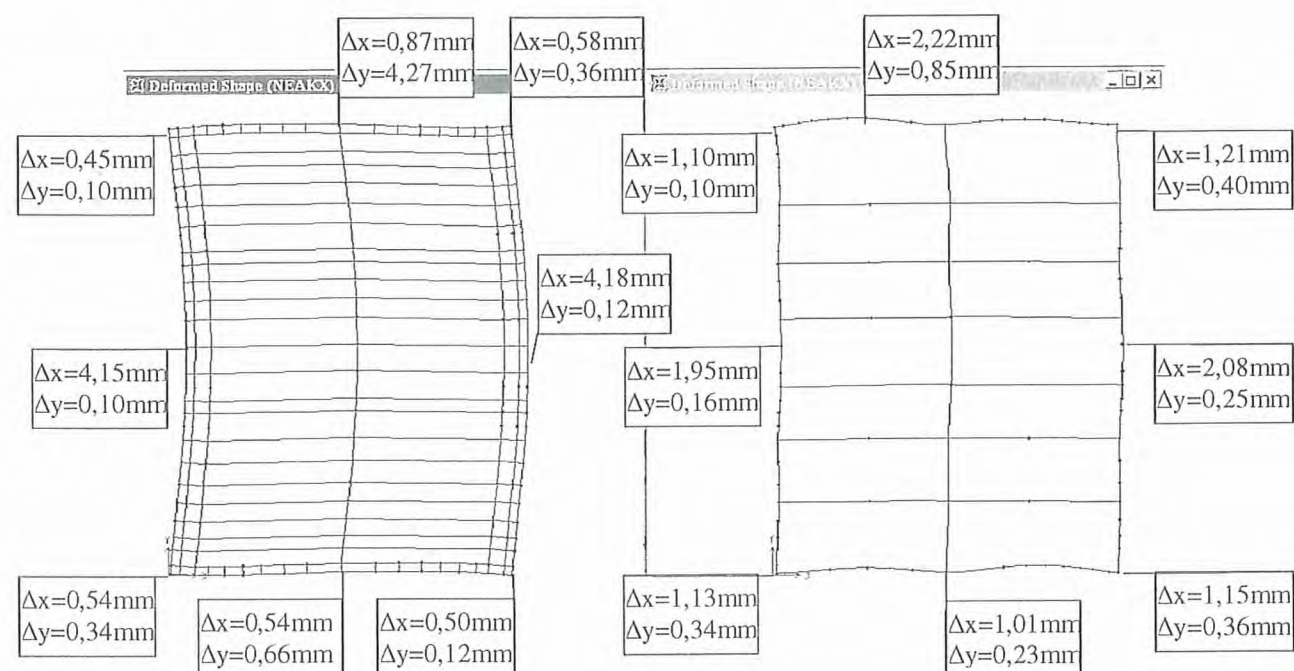 Δx=0,87mm
Δy=4,27mm
Δx=0,58mm
Δy=0,36mm
Δx=2,22mm
Δy=0,85mm
Deformed Shape (NEAKX)
Deformed Shape
Δx=0,45mm
Δy=0,10mm
Δx=1,10mm
Δy=0,10mm
Δx=1,21mm
Δy=0,40mm
Δx=4,18mm
Δy=0,12mm
Δx=4,15mm
Δy=0,10mm
Δx=1,95mm
Δy=0,16mm
Δx=2,08mm
Δy=0,25mm
Δx=0,54mm
Δy=0,34mm
Δx=0,54mm
Δy=0,66mm
Δx=0,50mm
Δy=0,12mm
Δx=1,13mm
Δy=0,34mm
Δx=1,01mm
Δy=0,23mm
Δx=1,15mm
Δy=0,36mm